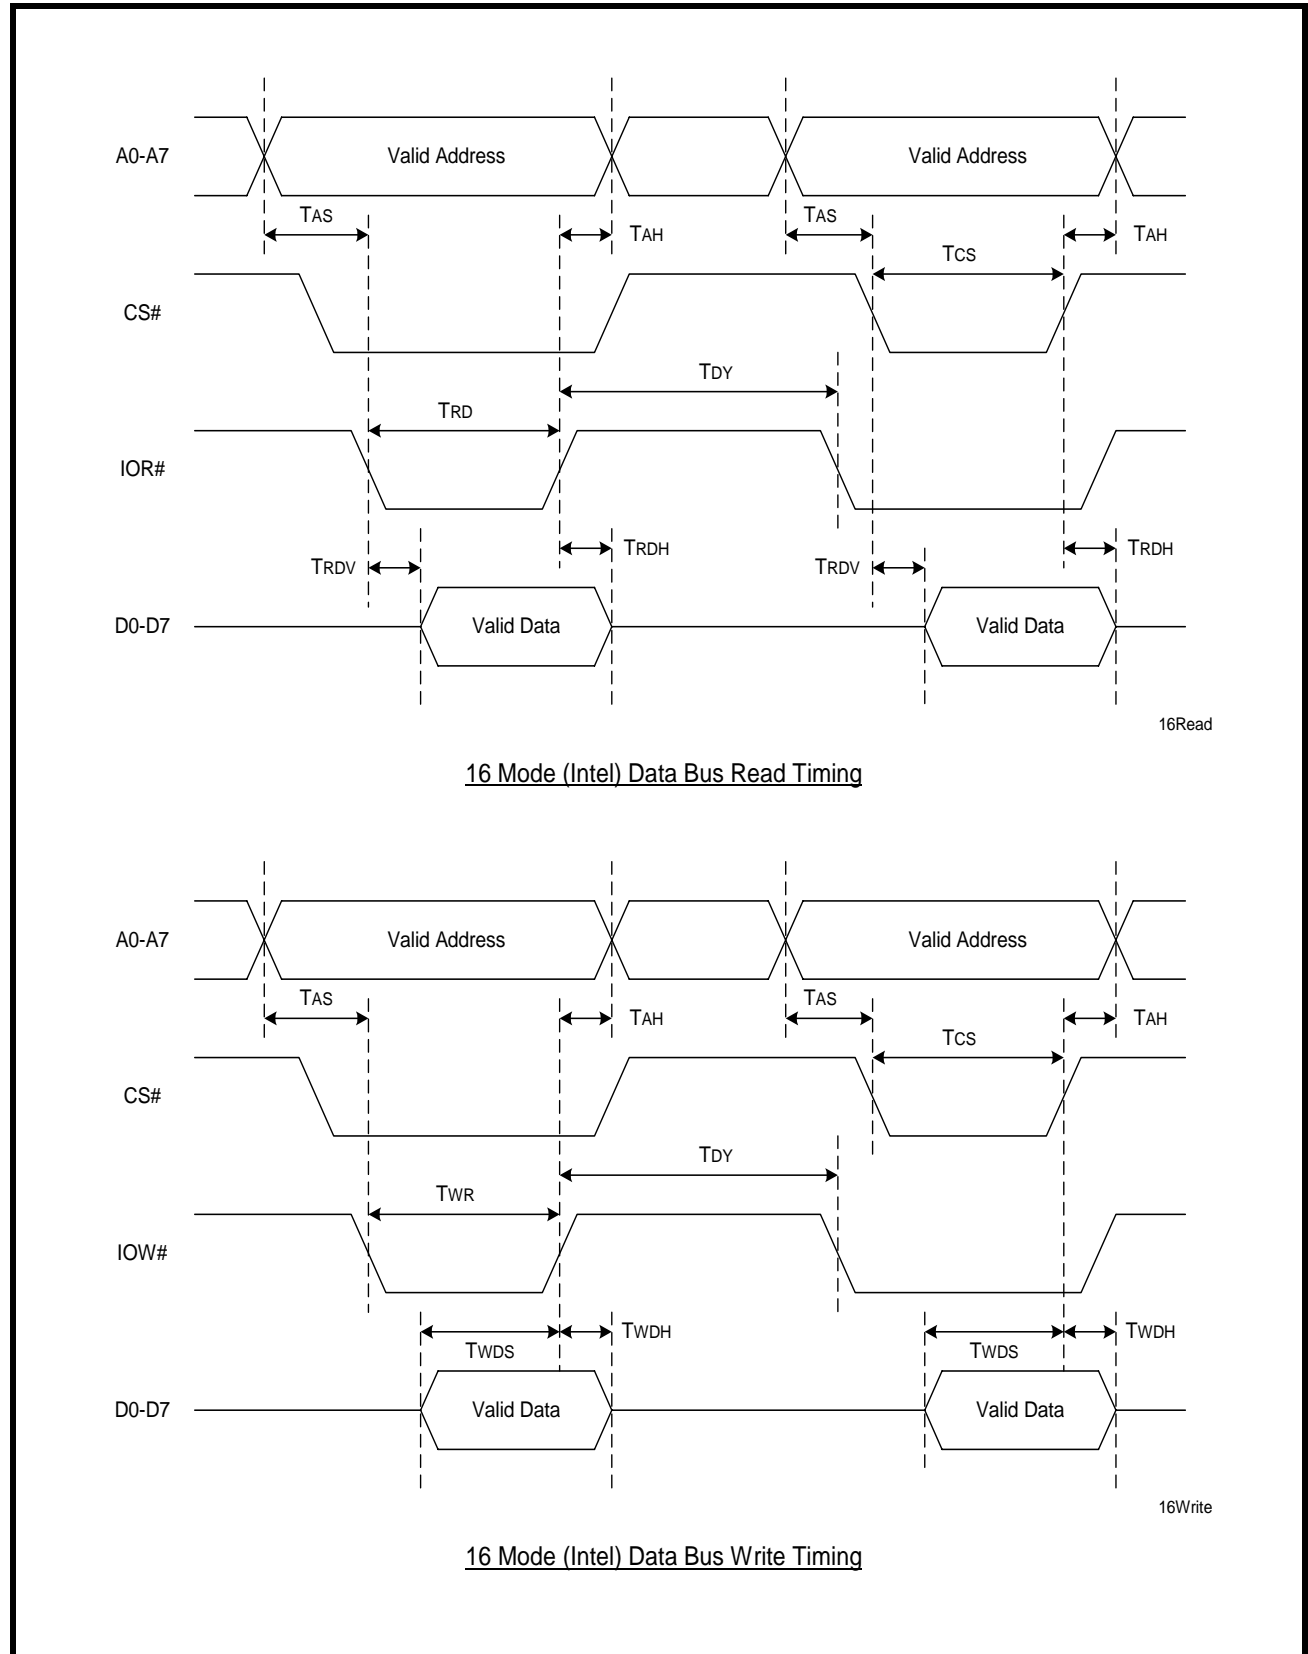 A0-A7 Valid Address Valid Address
TAS TAH TAS TAH
TCS
CS#
TDY
TRD
IOR#
TRDH TRDH
TRDV TRDV
D0-D7 Valid Data Valid Data
16Read
16 Mode (Intel) Data Bus Read Timing
A0-A7 Valid Address Valid Address
TAS TAH TAS TAH
TCS
CS#
TDY
TWR
IOW#
TWDH TWDH
TWDS TWDS
D0-D7 Valid Data Valid Data
16Write
16 Mode (Intel) Data Bus Write Timing